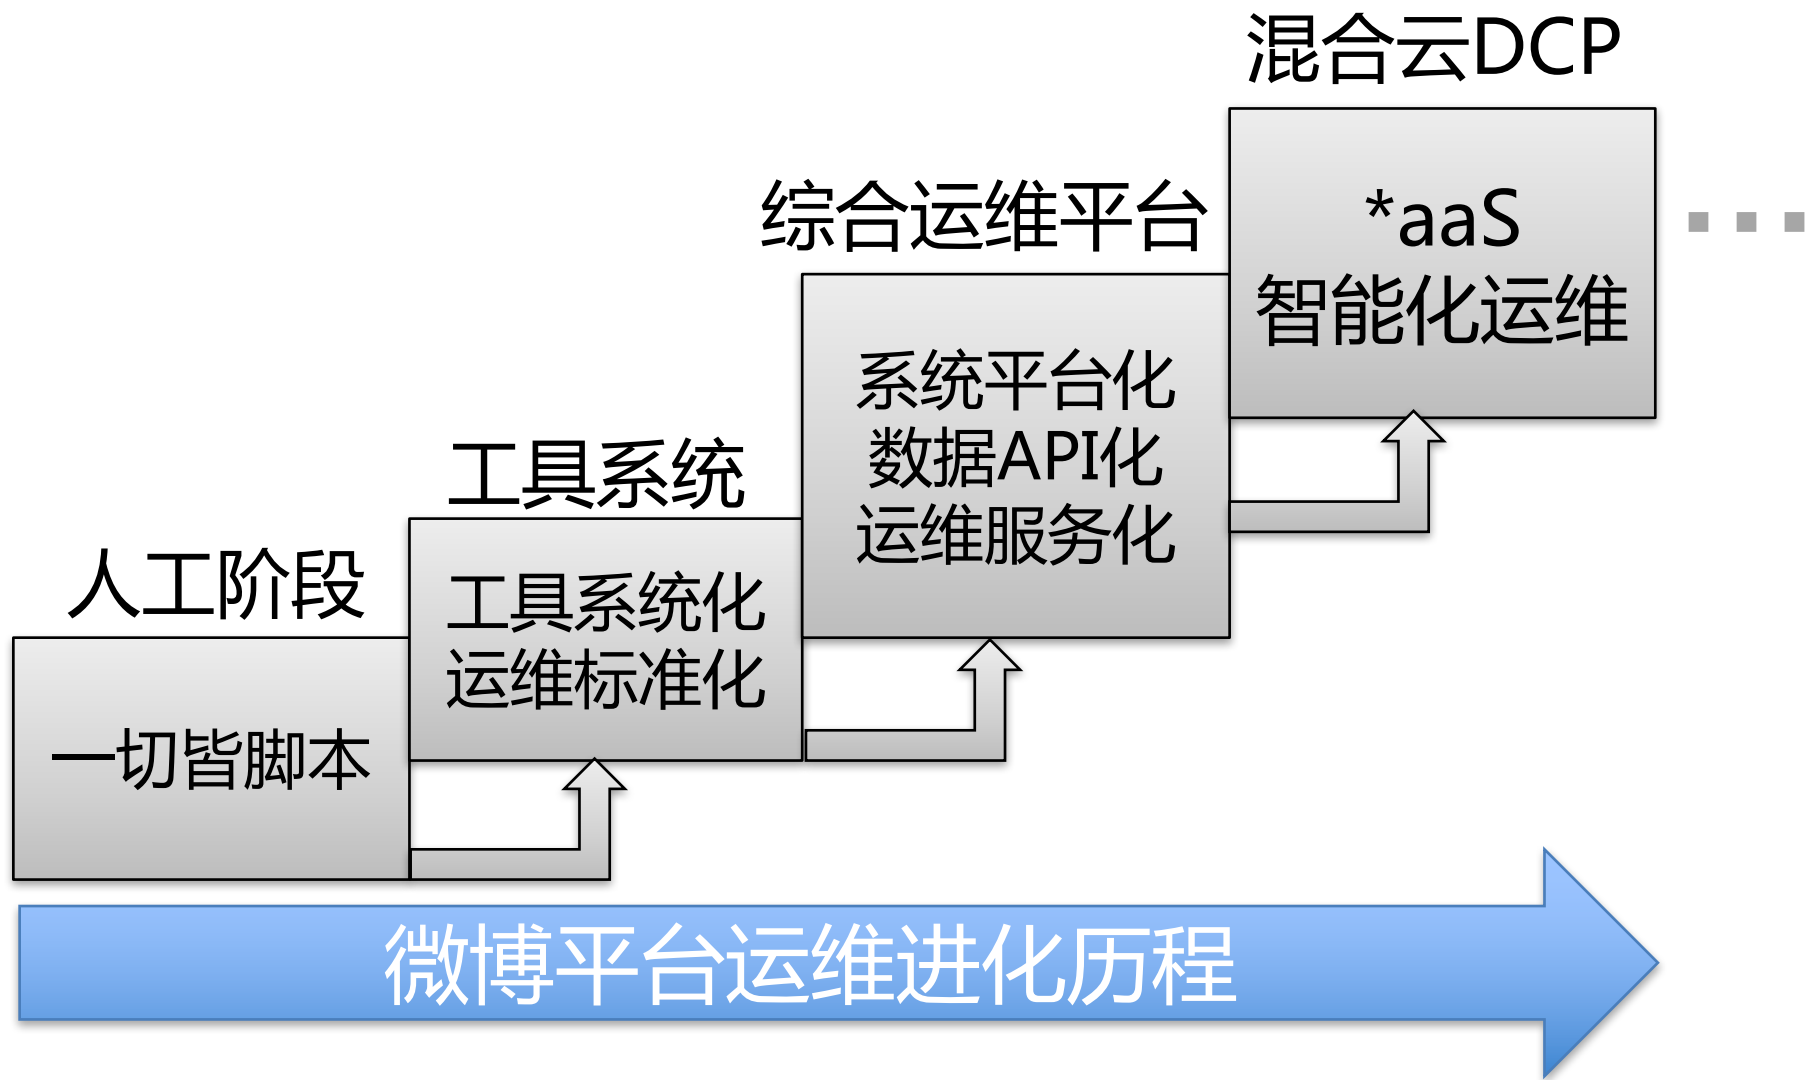 混合云DCP
*aaS
智能化运维
综合运维平台
系统平台化
数据API化
运维服务化
工具系统
工具系统化
运维标准化
人工阶段
一切皆脚本
微博平台运维进化历程